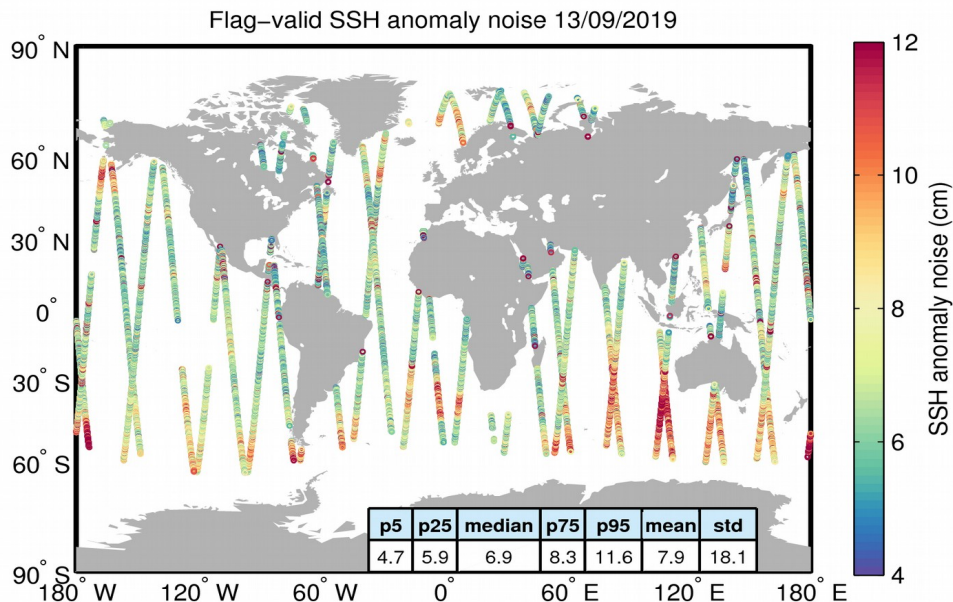 Flag−valid SSH anomaly noise 13/09/2019
90° N
60° N
30° N
0°
30° S
60° S
90° S
180° W
120° W
60° W
0°
60° E
120° E
180° E
12
10
8
6
4
SSH anomaly noise (cm)
p5 p25 median p75 p95 mean std
4.7 5.9 6.9 8.3 11.6 7.9 18.1